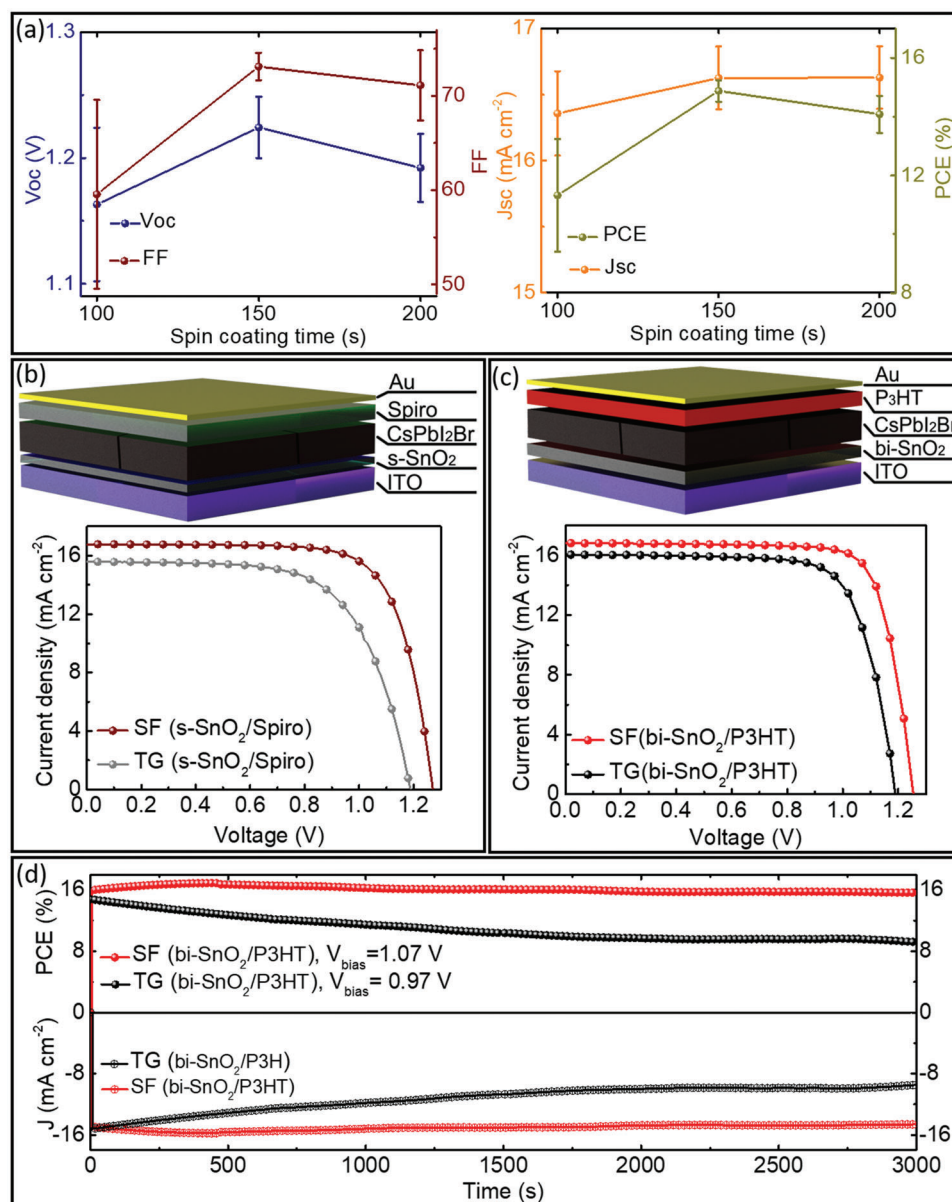 (a)
1.3
1.2
1.1
Voc (V)
70
60
50
FF
Voc
FF
100 150 200
Spin coating time (s)
17
16
15
Jsc (mA cm⁻²)
16
12
8
PCE (%)
PCE
Jsc
100 150 200
Spin coating time (s)
(b)
Au
Spiro
CsPbI₂Br
s-SnO₂
ITO
16
12
8
4
0
Current density (mA cm⁻²)
SF (s-SnO₂/Spiro)
TG (s-SnO₂/Spiro)
0.0 0.2 0.4 0.6 0.8 1.0 1.2
Voltage (V)
(c)
Au
P₃HT
CsPbI₂Br
bi-SnO₂
ITO
16
12
8
4
0
Current density (mA cm⁻²)
SF(bi-SnO₂/P3HT)
TG(bi-SnO₂/P3HT)
0.0 0.2 0.4 0.6 0.8 1.0 1.2
Voltage (V)
(d)
16 16
8 8
0 0
PCE (%)
SF (bi-SnO₂/P3HT), Vbias=1.07 V
TG (bi-SnO₂/P3HT), Vbias= 0.97 V
J (mA cm⁻²)
TG (bi-SnO₂/P3H)
SF (bi-SnO₂/P3HT)
-8 -8
-16 -16
0 500 1000 1500 2000 2500 3000
Time (s)